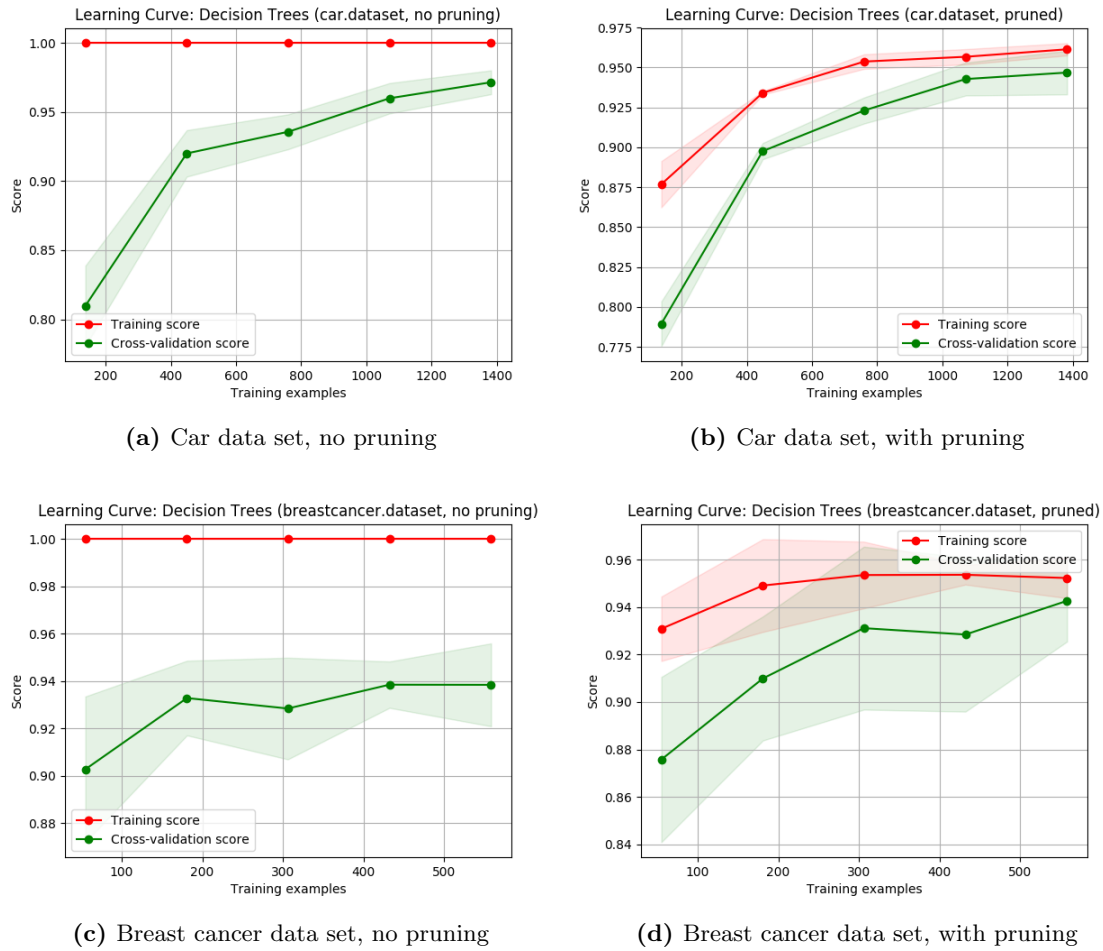 Learning Curve: Decision Trees (car.dataset, no pruning)
1.00
0.95
0.90
0.85
0.80
Score
Training score
Cross-validation score
200 400 600 800 1000 1200 1400
Training examples
(a) Car data set, no pruning
Learning Curve: Decision Trees (car.dataset, pruned)
0.975
0.950
0.925
0.900
0.875
0.850
0.825
0.800
0.775
Score
Training score
Cross-validation score
200 400 600 800 1000 1200 1400
Training examples
(b) Car data set, with pruning
Learning Curve: Decision Trees (breastcancer.dataset, no pruning)
1.00
0.98
0.96
0.94
0.92
0.90
0.88
Score
Training score
Cross-validation score
100 200 300 400 500
Training examples
(c) Breast cancer data set, no pruning
Learning Curve: Decision Trees (breastcancer.dataset, pruned)
Training score
Cross-validation score
0.96
0.94
0.92
0.90
0.88
0.86
0.84
Score
100 200 300 400 500
Training examples
(d) Breast cancer data set, with pruning